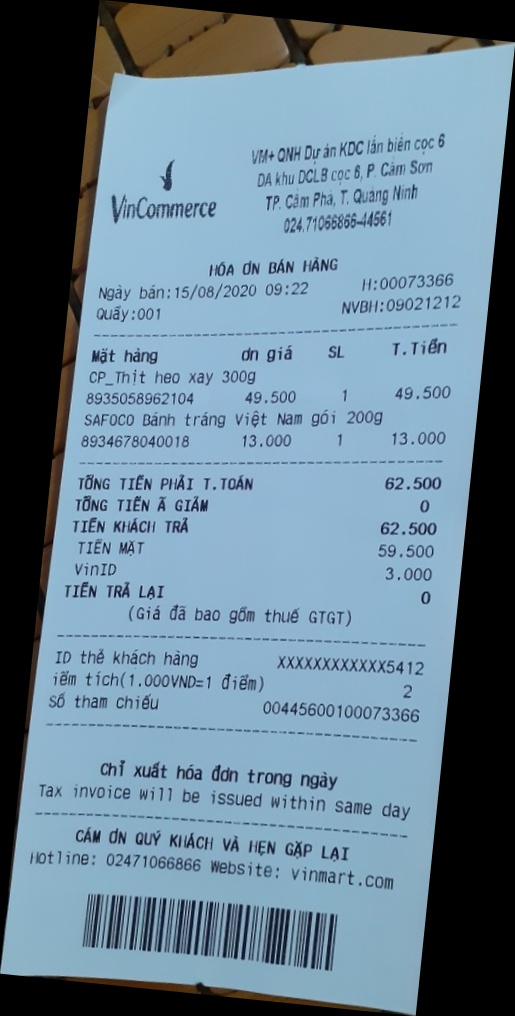 VinCommerce
VM+ QNH Dự án KDC lấn biển cọc 6
DA khu DCLB cọc 6, P. Cẩm Sơn
TP. Cẩm Phả, T. Quảng Ninh
024.71066866-44561
HÓA ƠN BÁN HÀNG
Ngày bán:15/08/2020 09:22 H:00073366
Quầy:001 NVBH:09021212
Mặt hàng ơn giá SL T.Tiền
CP_Thịt heo xay 300g
8935058962104 49.500 1 49.500
SAFOCO Bánh tráng Việt Nam gói 200g
8934678040018 13.000 1 13.000
TỔNG TIỀN PHẢI T.TOÁN 62.500
TỔNG TIỀN Ã GIẢM 0
TIỀN KHÁCH TRẢ 62.500
TIỀN MẶT 59.500
VinID 3.000
TIỀN TRẢ LẠI 0
(Giá đã bao gồm thuế GTGT)
ID thẻ khách hàng XXXXXXXXXXXX5412
iểm tích(1.000VND=1 điểm) 2
Số tham chiếu 00445600100073366
Chỉ xuất hóa đơn trong ngày
Tax invoice will be issued within same day
CẢM ƠN QUÝ KHÁCH VÀ HẸN GẶP LẠI
Hotline: 02471066866 Website: vinmart.com